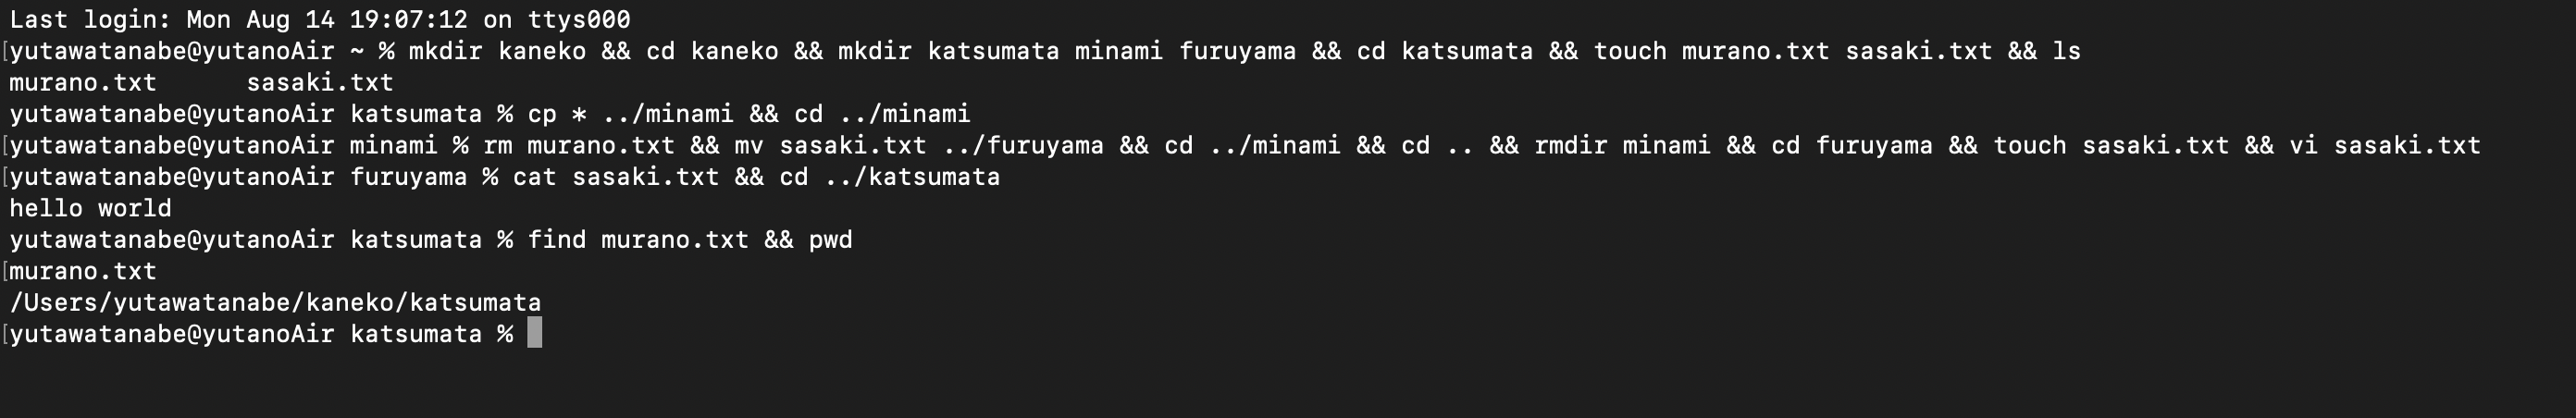 Last login: Mon Aug 14 19:07:12 on ttys000
[yutawatanabe@yutanoAir ~ % mkdir kaneko && cd kaneko && mkdir katsumata minami furuyama && cd katsumata && touch murano.txt sasaki.txt && ls
murano.txt      sasaki.txt
yutawatanabe@yutanoAir katsumata % cp * ../minami && cd ../minami
[yutawatanabe@yutanoAir minami % rm murano.txt && mv sasaki.txt ../furuyama && cd ../minami && cd .. && rmdir minami && cd furuyama && touch sasaki.txt && vi sasaki.txt
[yutawatanabe@yutanoAir furuyama % cat sasaki.txt && cd ../katsumata
hello world
yutawatanabe@yutanoAir katsumata % find murano.txt && pwd
[murano.txt
/Users/yutawatanabe/kaneko/katsumata
[yutawatanabe@yutanoAir katsumata %